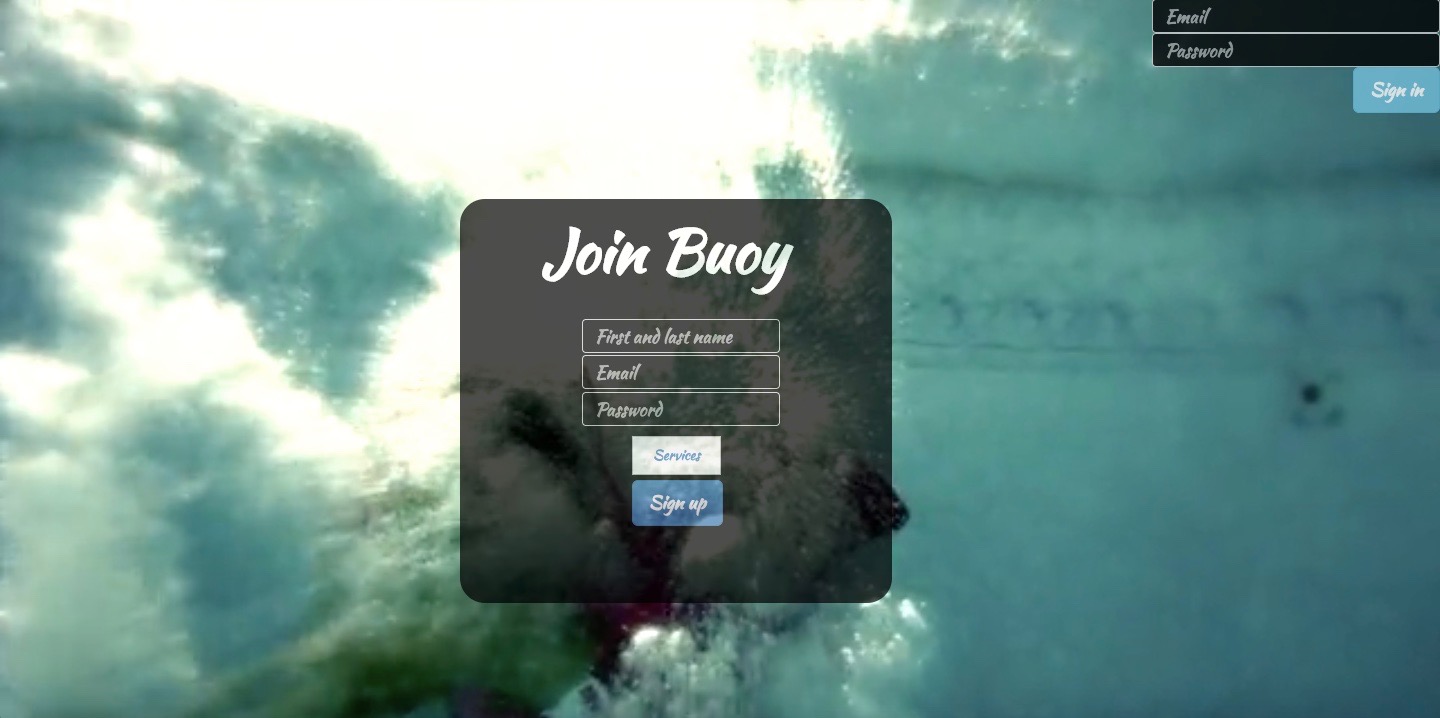 Email
Password
Sign in
Join Buoy
First and last name
Email
Password
Services
Sign up